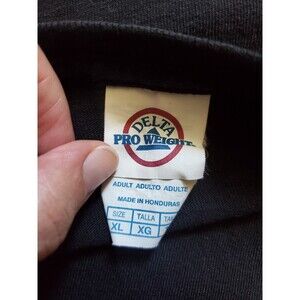 DELTA
PRO WEIGHT
ADULT ADULTO ADULTE
MADE IN HONDURAS
SIZE TALLA
XL XG